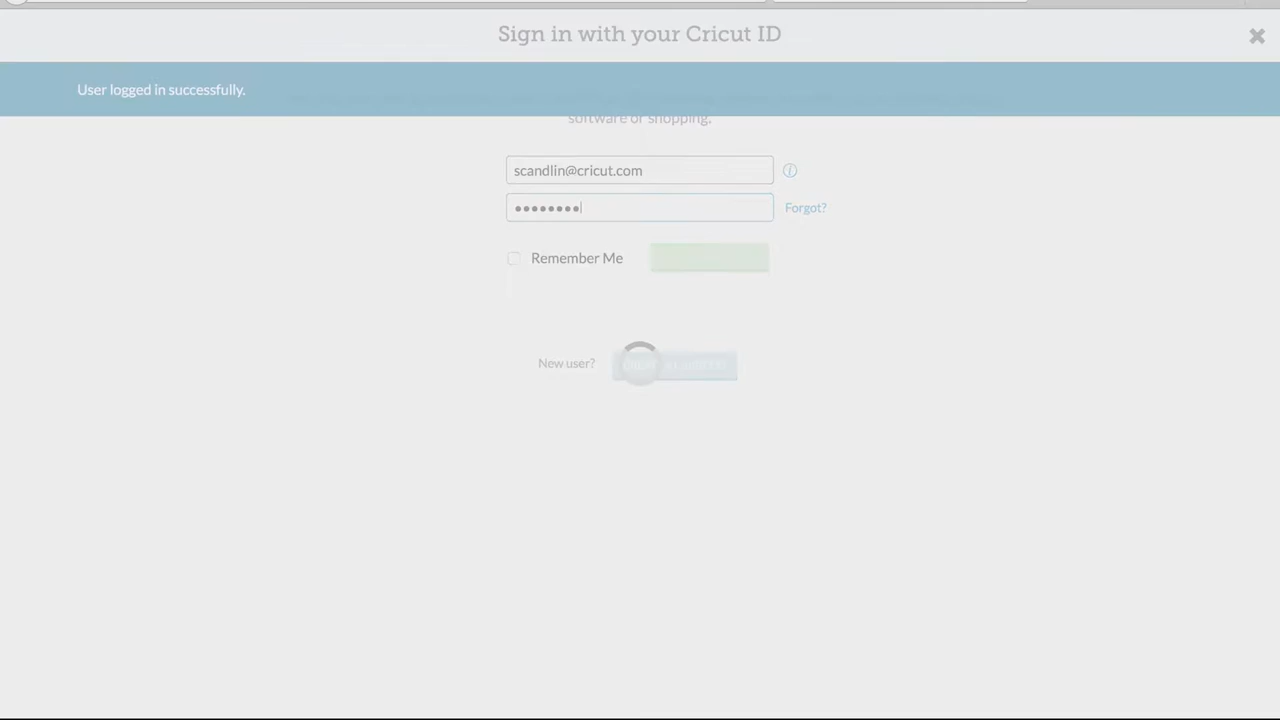 Sign in with your Cricut ID
User logged in successfully.
software or shopping.
scandlin@cricut.com
Forgot?
Remember Me
New user?